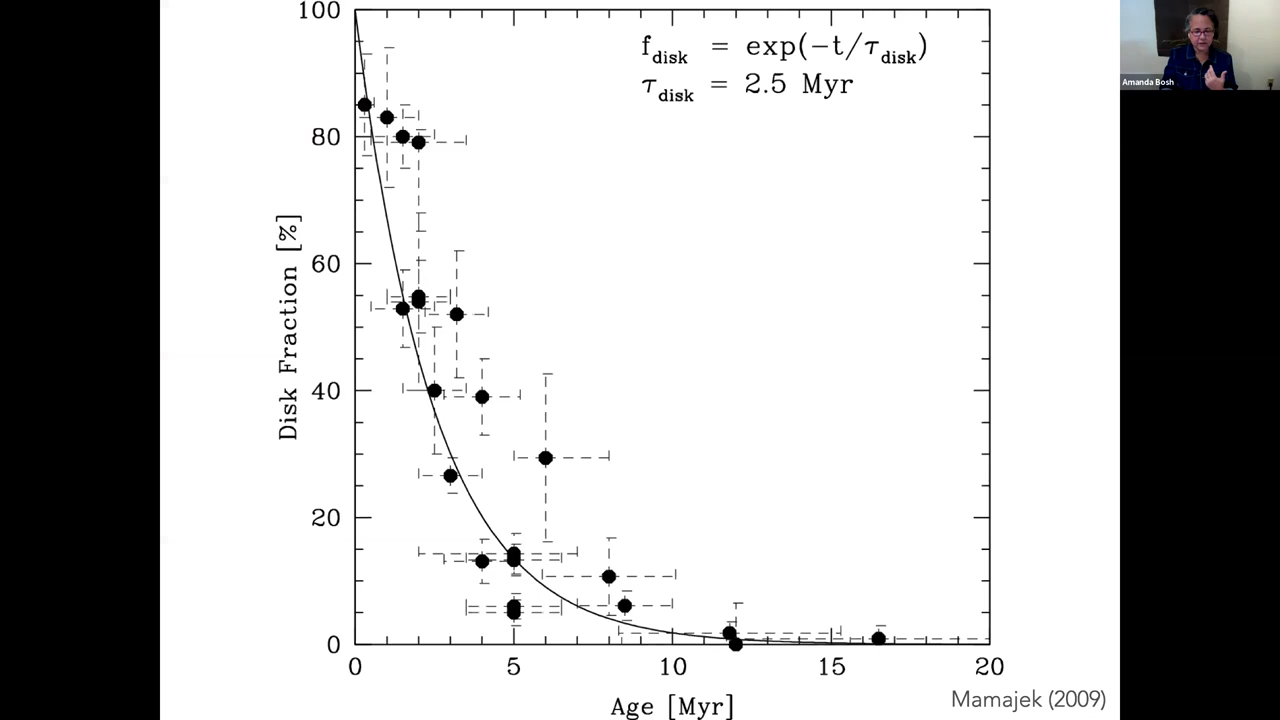 100
80
60
40
20
0
Disk Fraction [%]
f_disk = exp(−t/τ_disk)
τ_disk = 2.5 Myr
0 5 10 15 20
Age [Myr]
Mamajek (2009)
Amanda Bosh